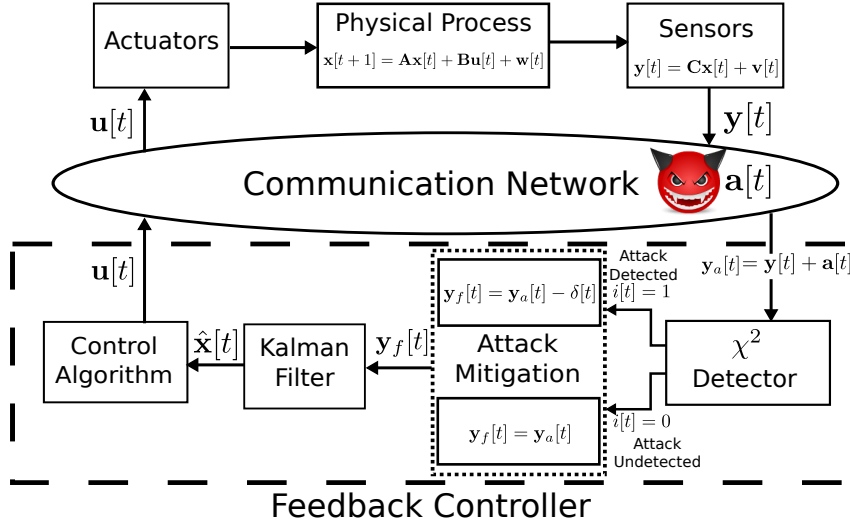 Actuators
Physical Process
x[t + 1] = Ax[t] + Bu[t] + w[t]
Sensors
y[t] = Cx[t] + v[t]
u[t]
y[t]
Communication Network
a[t]
u[t]
y_a[t] = y[t] + a[t]
Attack
Detected
i[t] = 1
y_f[t] = y_a[t] − δ[t]
Control
Algorithm
x̂[t]
Kalman
Filter
y_f[t]
Attack
Mitigation
χ²
Detector
y_f[t] = y_a[t]
i[t] = 0
Attack
Undetected
Feedback Controller